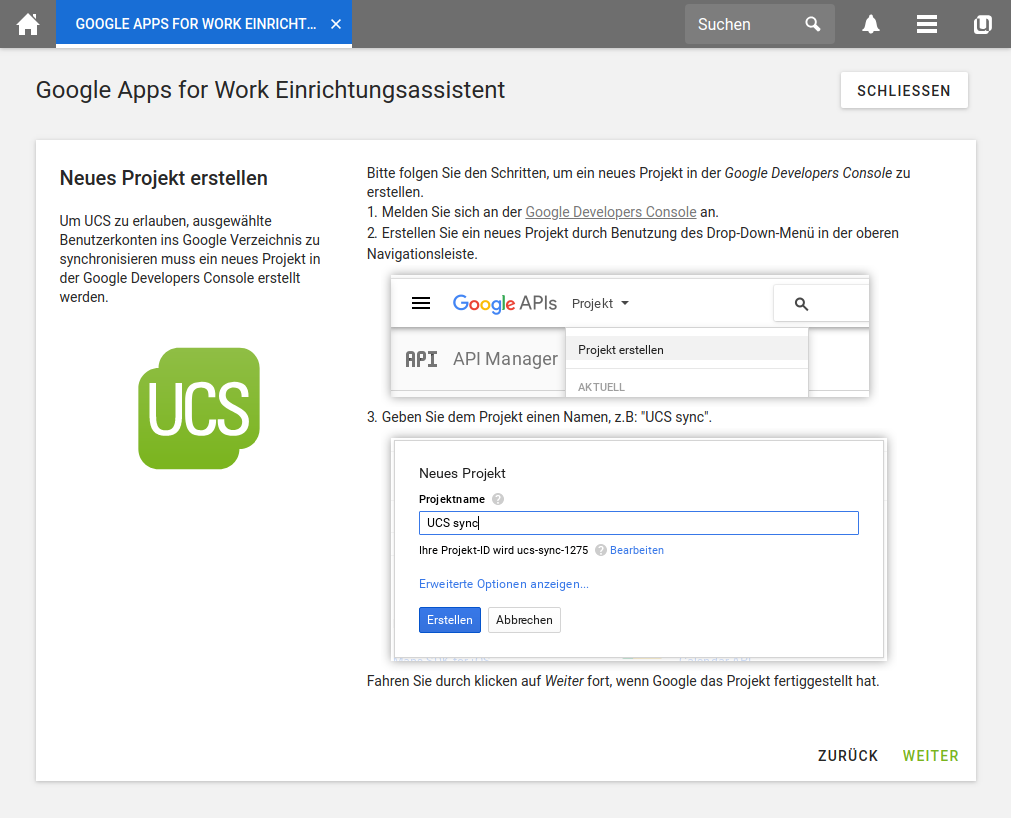 GOOGLE APPS FOR WORK EINRICHT...
Suchen
Google Apps for Work Einrichtungsassistent
SCHLIESSEN
Neues Projekt erstellen
Um UCS zu erlauben, ausgewählte
Benutzerkonten ins Google Verzeichnis zu
synchronisieren muss ein neues Projekt in
der Google Developers Console erstellt
werden.
UCS
Bitte folgen Sie den Schritten, um ein neues Projekt in der Google Developers Console zu
erstellen.
1. Melden Sie sich an der Google Developers Console an.
2. Erstellen Sie ein neues Projekt durch Benutzung des Drop-Down-Menü in der oberen
Navigationsleiste.
Google APIs Projekt
API API Manager
Projekt erstellen
AKTUELL
3. Geben Sie dem Projekt einen Namen, z.B: "UCS sync".
Neues Projekt
Projektname ?
UCS sync
Ihre Projekt-ID wird ucs-sync-1275 ? Bearbeiten
Erweiterte Optionen anzeigen...
Erstellen Abbrechen
Fahren Sie durch klicken auf Weiter fort, wenn Google das Projekt fertiggestellt hat.
ZURÜCK WEITER